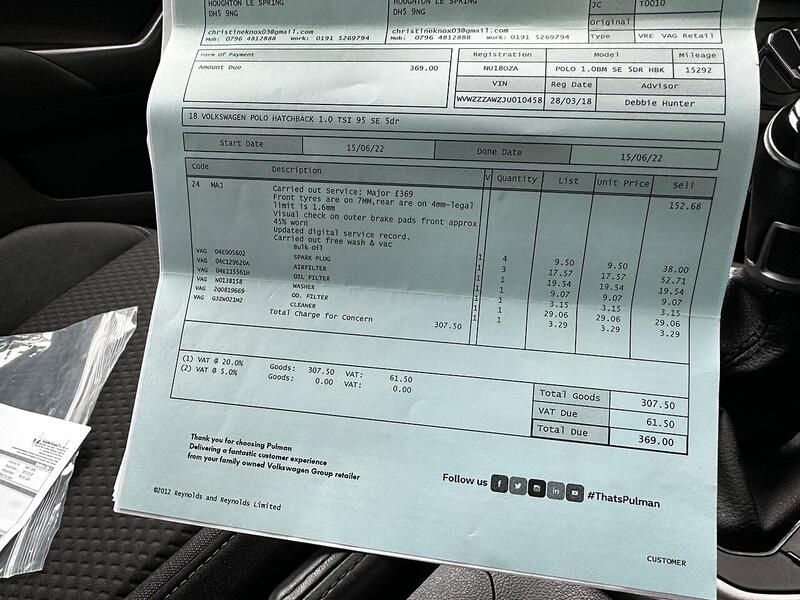 HOUGHTON LE SPRING
DH5 9NG
christineknox03@gmail.com
Mob: 0796 4812888 Work: 0191 5269794
HOUGHTON LE SPRING
DH5 9NG
christineknox03@gmail.com
Mob: 0796 4812888 Work: 0191 5269794
JC T0010
Original
Type VRE VAG Retail
Form Of Payment
Amount Due 369.00
Registration Model Mileage
NU18OZA POLO 1.0BM SE 5DR HBK 15292
VIN Reg Date Advisor
WVWZZZAWZJU010458 28/03/18 Debbie Hunter
18 VOLKSWAGEN POLO HATCHBACK 1.0 TSI 95 SE 5dr
Start Date 15/06/22 Done Date 15/06/22
Code Description V Quantity List Unit Price Sell
24 MAJ Carried out Service: Major £369 152.68
Front tyres are on 7MM,rear are on 4mm-legal
limit is 1.6mm
Visual check on outer brake pads front approx
45% worn
Updated digital service record.
Carried out free wash & vac
Bulk oil 1 4 9.50 9.50 38.00
VAG 04E905602 SPARK PLUG 1 3 17.57 17.57 52.71
VAG 04C129620A AIRFILTER 1 1 19.54 19.54 19.54
VAG 04E115561H OIL FILTER 1 1 9.07 9.07 9.07
VAG N0138158 WASHER 1 1 3.15 3.15 3.15
VAG 2Q0819669 OD. FILTER 1 1 29.06 29.06 29.06
VAG GJZW021M2 CLEANER 1 1 3.29 3.29 3.29
Total Charge for Concern 307.50
(1) VAT @ 20.0% Goods: 307.50 VAT: 61.50
(2) VAT @ 5.0% Goods: 0.00 VAT: 0.00
Total Goods 307.50
VAT Due 61.50
Total Due 369.00
Thank you for choosing Pulman
Delivering a fantastic customer experience
from your family owned Volkswagen Group retailer
Follow us #ThatsPulman
©2012 Reynolds and Reynolds Limited
CUSTOMER